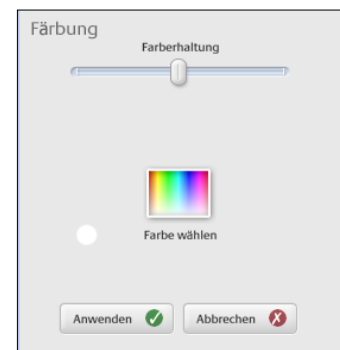 Färbung
Farberhaltung
Farbe wählen
Anwenden
Abbrechen